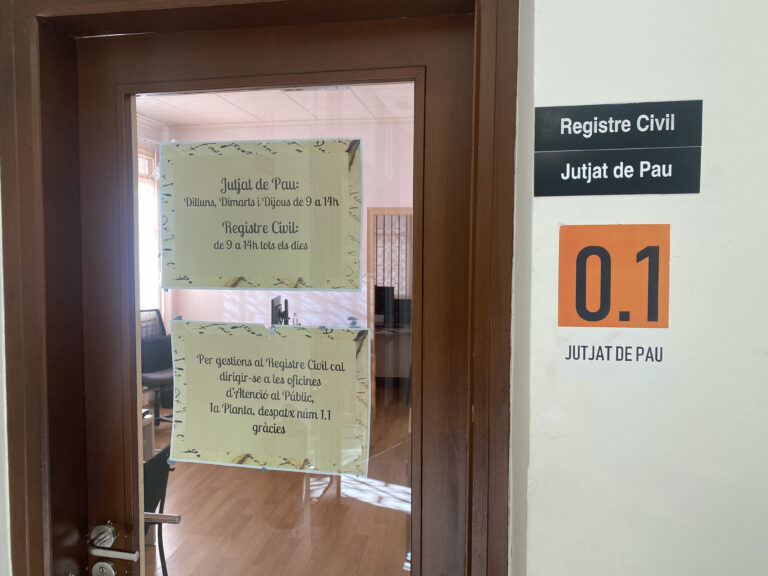 Jutjat de Pau:
Dilluns, Dimarts i Dijous de 9 a 14h
Registre Civil:
de 9 a 14h tots els dies
Per gestions al Registre Civil cal
dirigir-se a les oficines
d'Atenció al Públic,
1a Planta, despatx núm 1.1
gràcies
Registre Civil
Jutjat de Pau
0.1
JUTJAT DE PAU